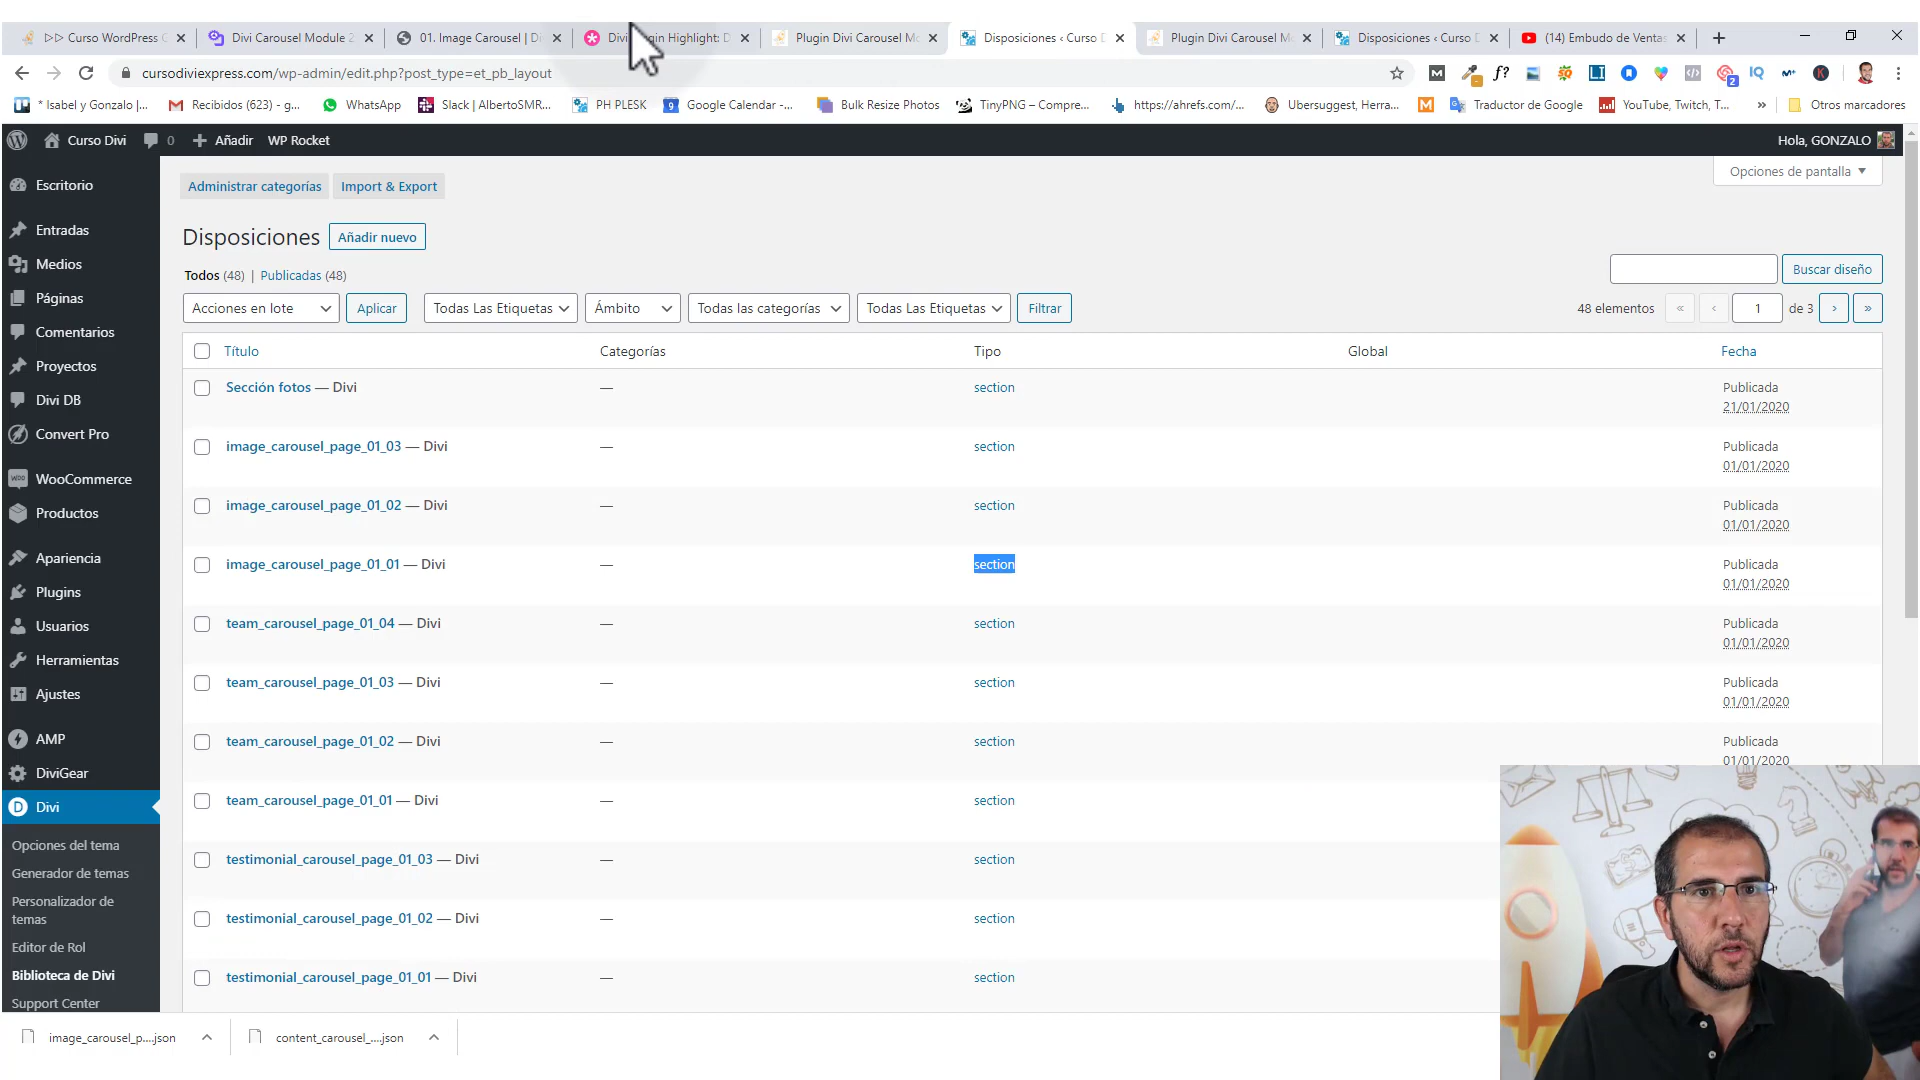 ▷▷ Curso WordPress G
Divi Carousel Module 2
01. Image Carousel | Di
Divi Plugin Highlight: D
Plugin Divi Carousel Mo
Disposiciones ‹ Curso D
Plugin Divi Carousel Mo
Disposiciones ‹ Curso D
(14) Embudo de Ventas
cursodiviexpress.com/wp-admin/edit.php?post_type=et_pb_layout
* Isabel y Gonzalo |...
Recibidos (623) - g...
WhatsApp
Slack | AlbertoSMR...
PH PLESK
Google Calendar -...
Bulk Resize Photos
TinyPNG – Compre...
https://ahrefs.com/...
Ubersuggest, Herra...
Traductor de Google
YouTube, Twitch, T...
»
Otros marcadores
Curso Divi
0
Añadir
WP Rocket
Hola, GONZALO
Escritorio
Entradas
Medios
Páginas
Comentarios
Proyectos
Divi DB
Convert Pro
WooCommerce
Productos
Apariencia
Plugins
Usuarios
Herramientas
Ajustes
AMP
DiviGear
Divi
Opciones del tema
Generador de temas
Personalizador de
temas
Editor de Rol
Biblioteca de Divi
Support Center
Administrar categorías
Import & Export
Opciones de pantalla
Disposiciones
Añadir nuevo
Todos (48) | Publicadas (48)
Buscar diseño
Acciones en lote
Aplicar
Todas Las Etiquetas
Ámbito
Todas las categorías
Todas Las Etiquetas
Filtrar
48 elementos
« ‹ 1 de 3 › »
Título Categorías Tipo Global Fecha
Sección fotos — Divi — section Publicada
21/01/2020
image_carousel_page_01_03 — Divi — section Publicada
01/01/2020
image_carousel_page_01_02 — Divi — section Publicada
01/01/2020
image_carousel_page_01_01 — Divi — section Publicada
01/01/2020
team_carousel_page_01_04 — Divi — section Publicada
01/01/2020
team_carousel_page_01_03 — Divi — section Publicada
01/01/2020
team_carousel_page_01_02 — Divi — section Publicada
01/01/2020
team_carousel_page_01_01 — Divi — section
testimonial_carousel_page_01_03 — Divi — section
testimonial_carousel_page_01_02 — Divi — section
testimonial_carousel_page_01_01 — Divi — section
image_carousel_p....json
content_carousel_....json